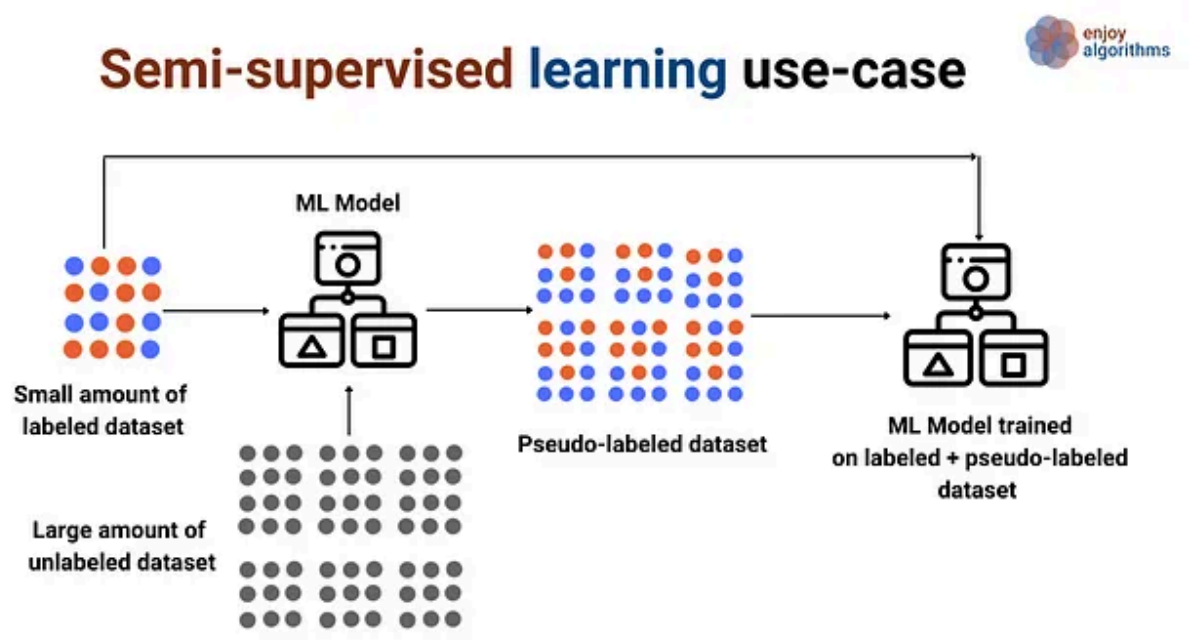 enjoy
algorithms
Semi-supervised learning use-case
ML Model
Small amount of
labeled dataset
Pseudo-labeled dataset
ML Model trained
on labeled + pseudo-labeled
dataset
Large amount of
unlabeled dataset